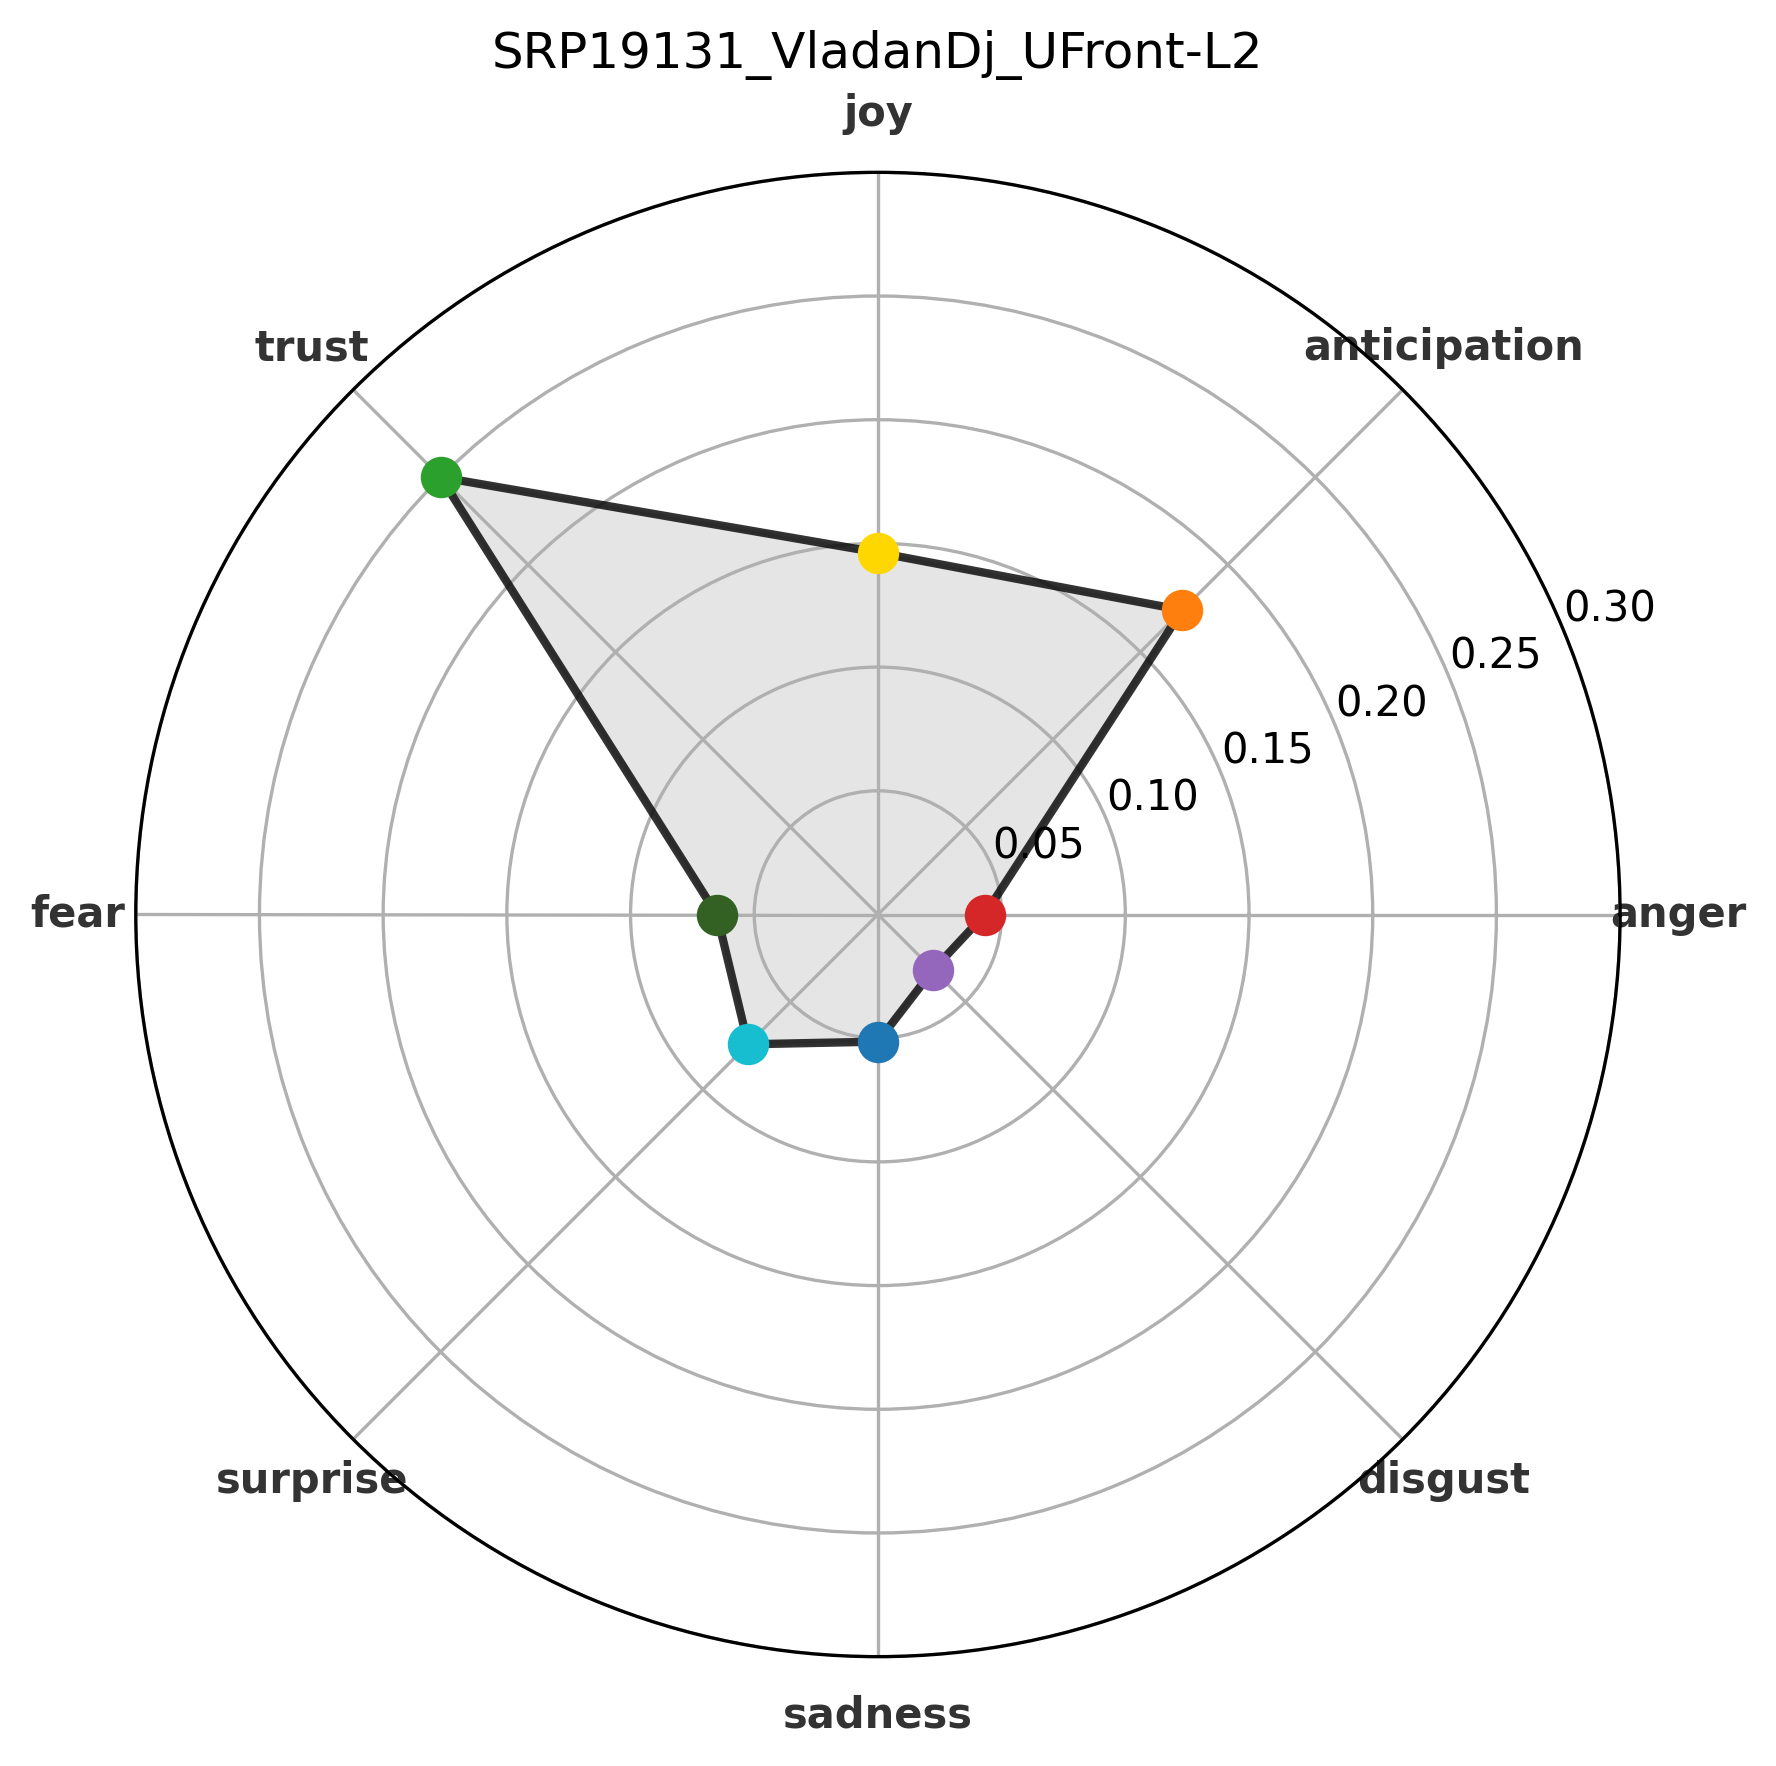 SRP19131_VladanDj_UFront-L2
joy
trust
anticipation
0.30
0.25
0.20
0.15
0.10
0.05
fear
anger
surprise
disgust
sadness